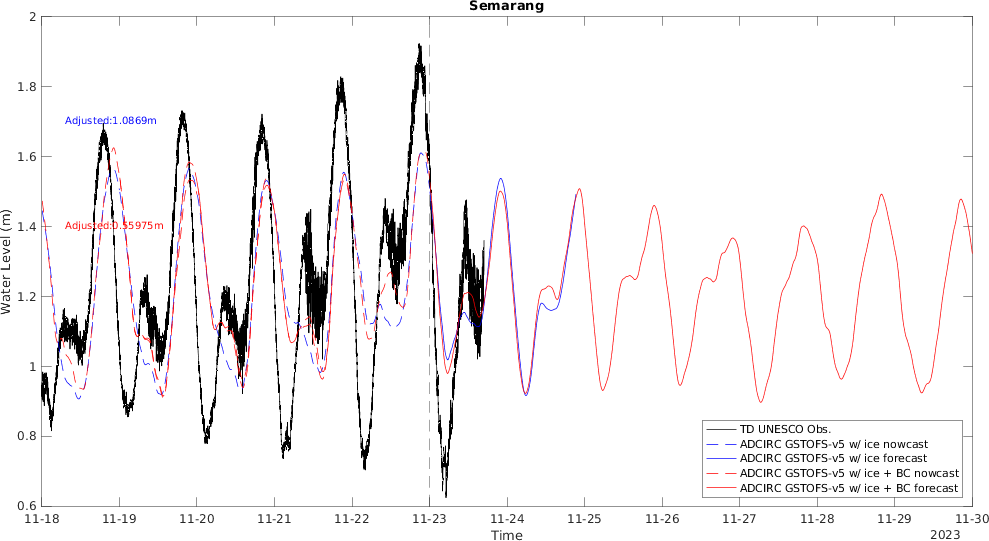 Semarang
2
1.8
1.6
1.4
1.2
1
0.8
0.6
Water Level (m)
Adjusted:1.0869m
Adjusted:0.55975m
TD UNESCO Obs.
ADCIRC GSTOFS-v5 w/ ice nowcast
ADCIRC GSTOFS-v5 w/ ice forecast
ADCIRC GSTOFS-v5 w/ ice + BC nowcast
ADCIRC GSTOFS-v5 w/ ice + BC forecast
11-18 11-19 11-20 11-21 11-22 11-23 11-24 11-25 11-26 11-27 11-28 11-29 11-30
Time
2023